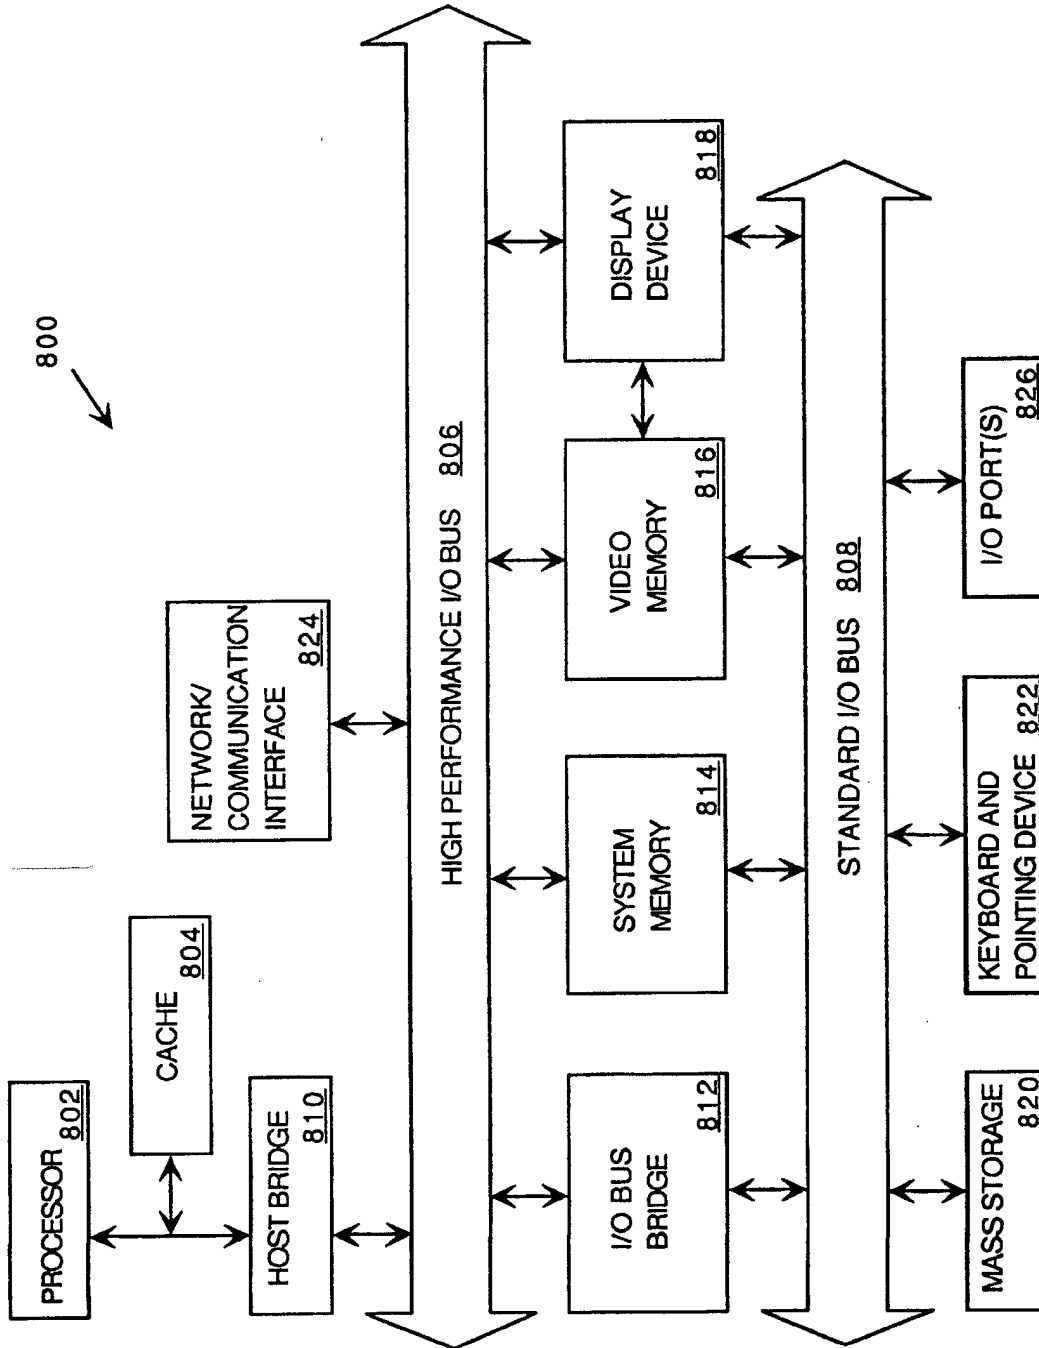 800
PROCESSOR
802
CACHE
804
HOST BRIDGE
810
NETWORK/
COMMUNICATION
INTERFACE
824
HIGH PERFORMANCE I/O BUS 806
I/O BUS
BRIDGE
812
SYSTEM
MEMORY
814
VIDEO
MEMORY
816
DISPLAY
DEVICE
818
STANDARD I/O BUS 808
MASS STORAGE
820
KEYBOARD AND
POINTING DEVICE 822
I/O PORT(S)
826